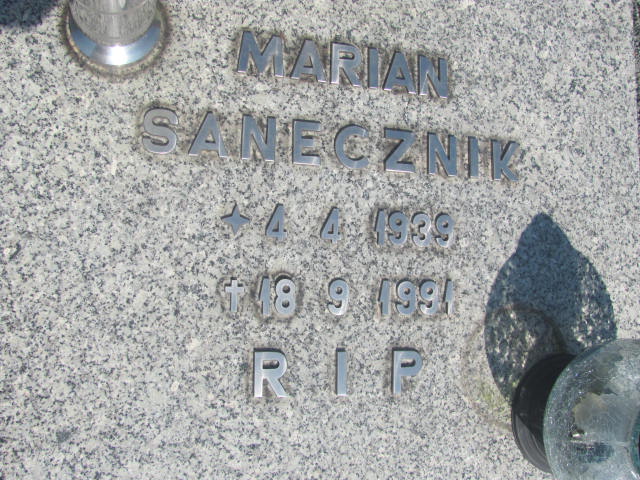 MARIAN
SANECZNIK
✦ 4 4 1939
† 18 9 1991
R I P